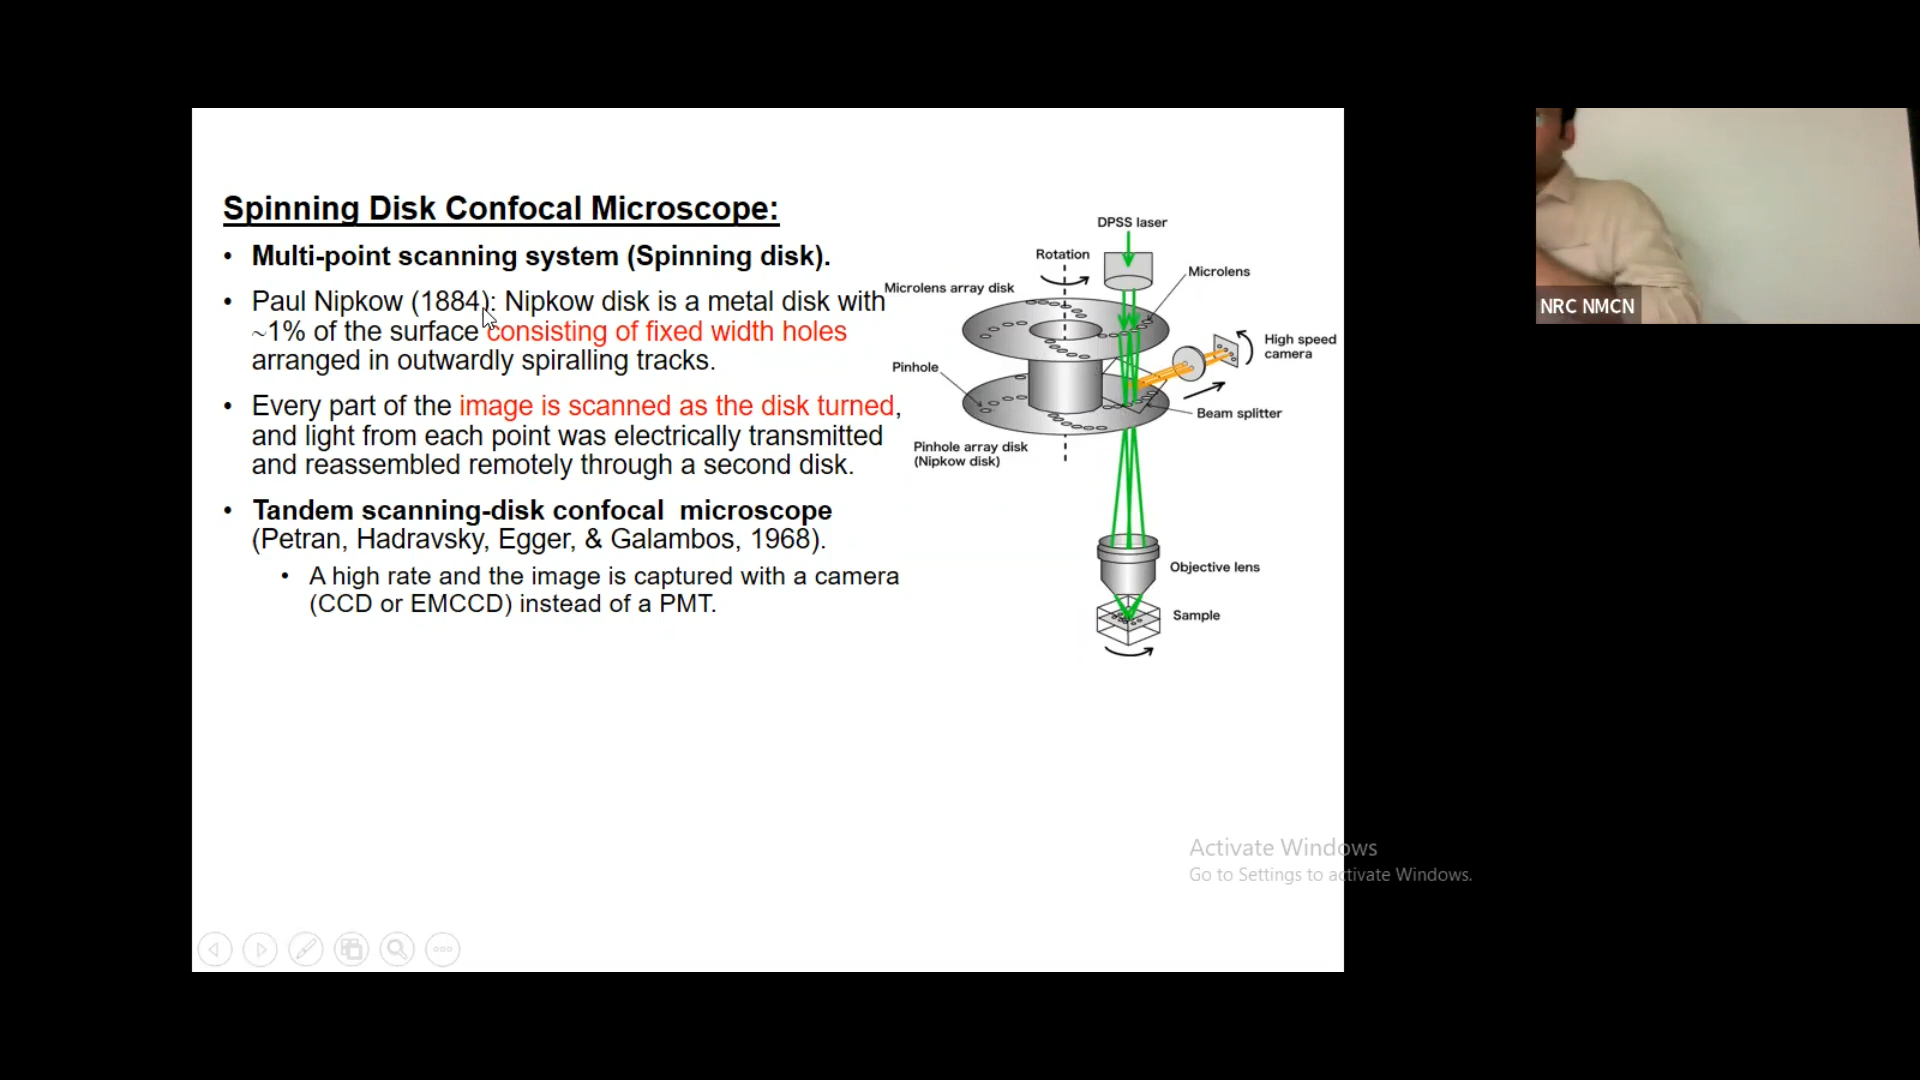 Spinning Disk Confocal Microscope:
• Multi-point scanning system (Spinning disk).
• Paul Nipkow (1884): Nipkow disk is a metal disk with
~1% of the surface consisting of fixed width holes
arranged in outwardly spiralling tracks.
• Every part of the image is scanned as the disk turned,
and light from each point was electrically transmitted
and reassembled remotely through a second disk.
• Tandem scanning-disk confocal microscope
(Petran, Hadravsky, Egger, & Galambos, 1968).
• A high rate and the image is captured with a camera
(CCD or EMCCD) instead of a PMT.
DPSS laser
Rotation
Microlens
Microlens array disk
High speed
camera
Pinhole
Beam splitter
Pinhole array disk
(Nipkow disk)
Objective lens
Sample
NRC NMCN
Activate Windows
Go to Settings to activate Windows.